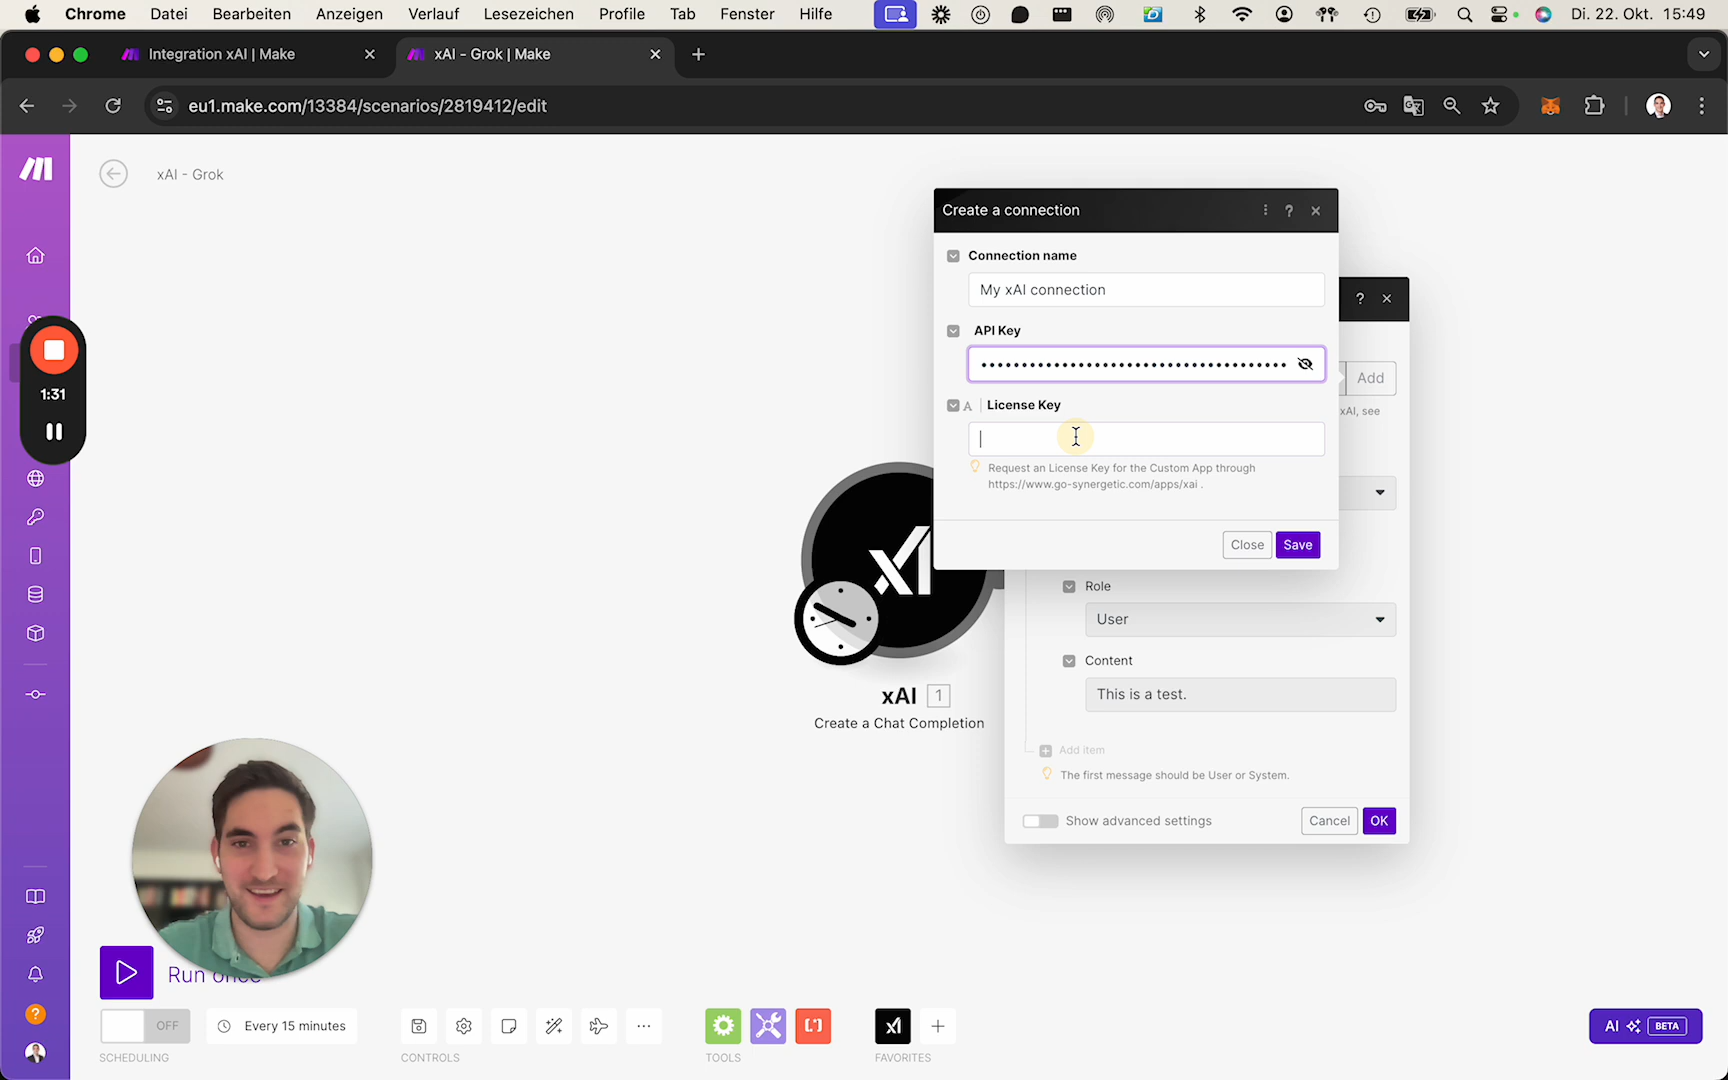 Chrome Datei Bearbeiten Anzeigen Verlauf Lesezeichen Profile Tab Fenster Hilfe Di. 22. Okt. 15:49
Integration xAI | Make
xAI - Grok | Make
eu1.make.com/13384/scenarios/2819412/edit
xAI - Grok
Create a connection
?
Connection name
My xAI connection
API Key
A License Key
Request an License Key for the Custom App through
https://www.go-synergetic.com/apps/xai .
Close
Save
?
Add
xAI, see
1:31
Role
User
Content
This is a test.
Add item
The first message should be User or System.
Show advanced settings
Cancel
OK
xAI 1
Create a Chat Completion
Run once
OFF
Every 15 minutes
SCHEDULING
CONTROLS
TOOLS
FAVORITES
AI BETA
?